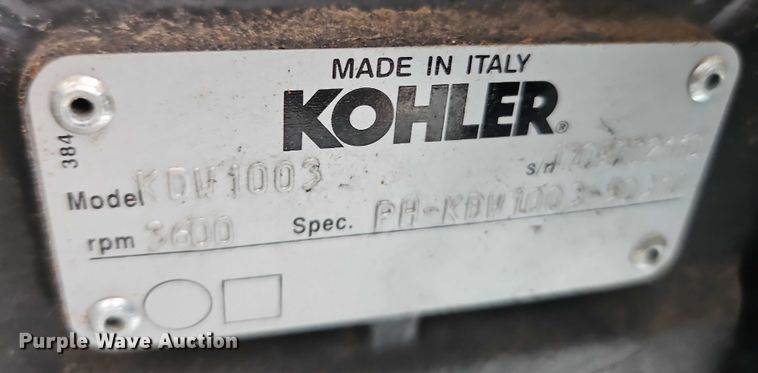 MADE IN ITALY
KOHLER®
384
Model KDW1003 s/n
rpm 3600 Spec.
Purple Wave Auction